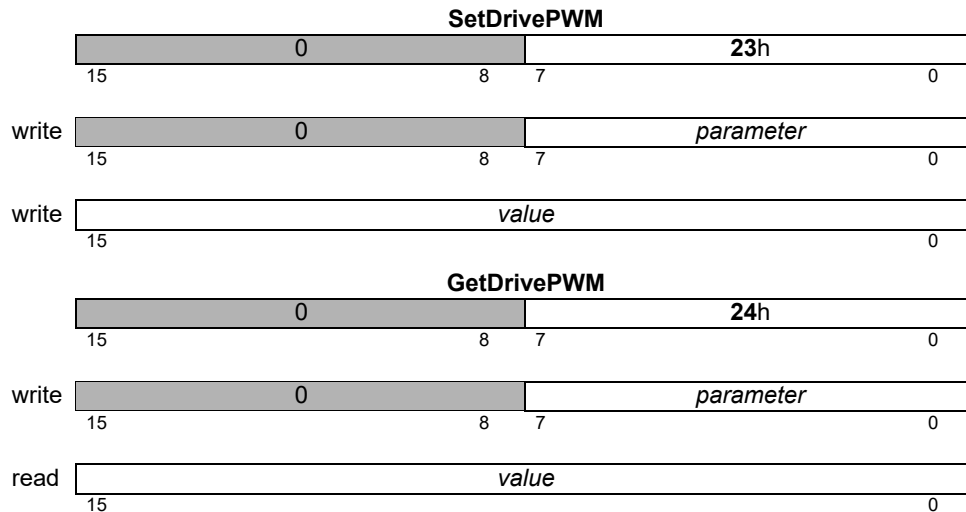 SetDrivePWM
0 23h
15 8 7 0
write 0 parameter
15 8 7 0
write value
15 0
GetDrivePWM
0 24h
15 8 7 0
write 0 parameter
15 8 7 0
read value
15 0